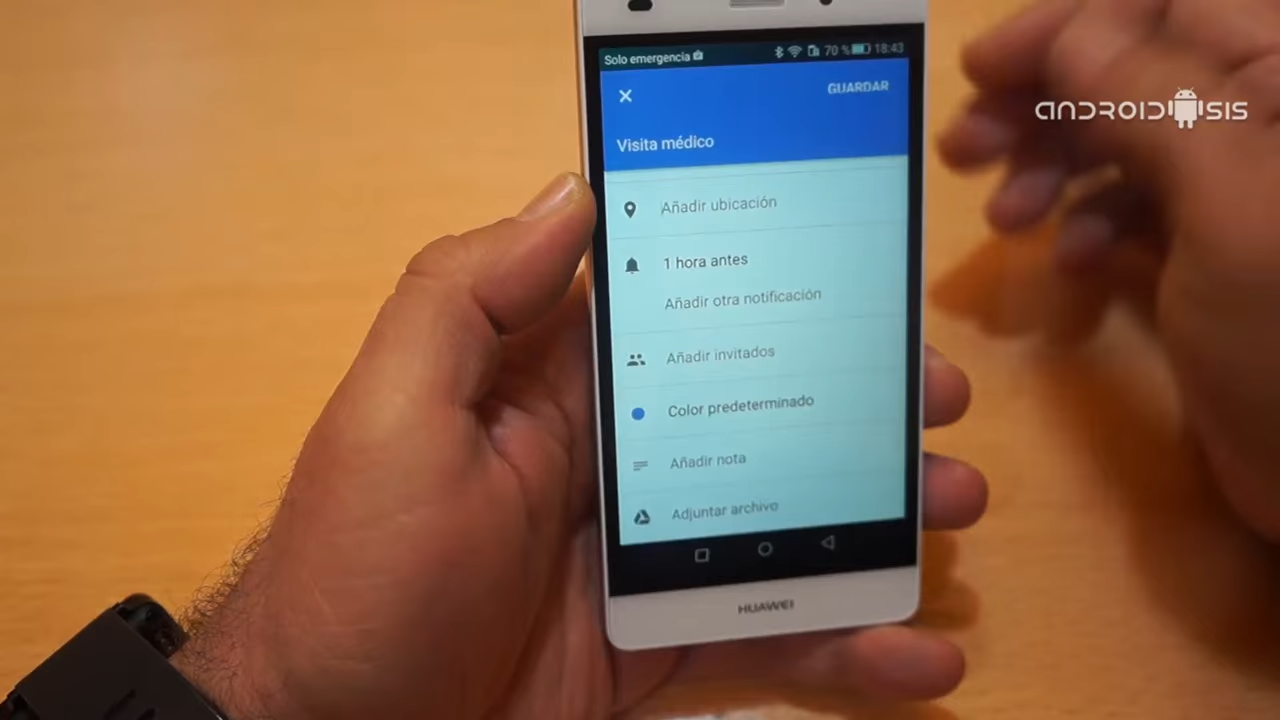 Solo emergencia
70 % 18:43
GUARDAR
Visita médico
Añadir ubicación
1 hora antes
Añadir otra notificación
Añadir invitados
Color predeterminado
Añadir nota
Adjuntar archivo
HUAWEI
ANDROIDSIS